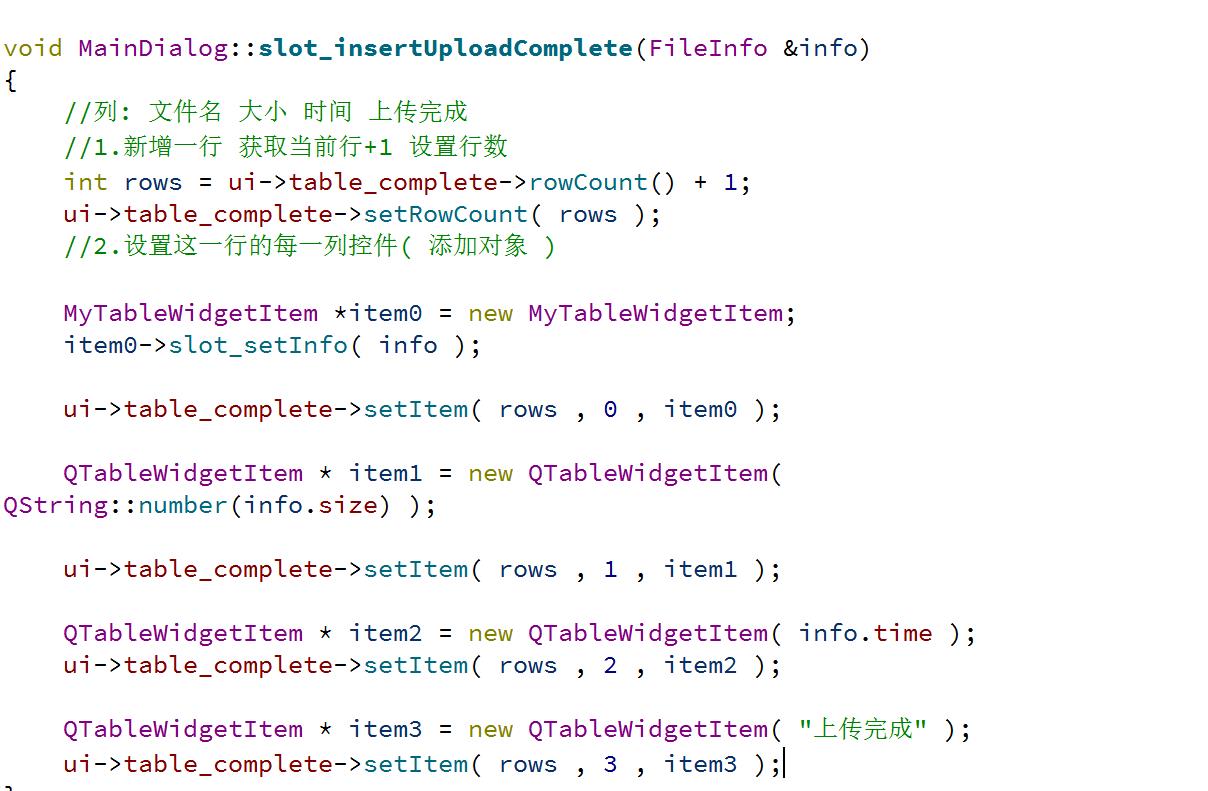 void MainDialog::slot_insertUploadComplete(FileInfo &info)
{
    //列: 文件名 大小 时间 上传完成
    //1.新增一行 获取当前行+1 设置行数
    int rows = ui->table_complete->rowCount() + 1;
    ui->table_complete->setRowCount( rows );
    //2.设置这一行的每一列控件( 添加对象 )
    MyTableWidgetItem *item0 = new MyTableWidgetItem;
    item0->slot_setInfo( info );
    ui->table_complete->setItem( rows , 0 , item0 );
    QTableWidgetItem * item1 = new QTableWidgetItem(
QString::number(info.size) );
    ui->table_complete->setItem( rows , 1 , item1 );
    QTableWidgetItem * item2 = new QTableWidgetItem( info.time );
    ui->table_complete->setItem( rows , 2 , item2 );
    QTableWidgetItem * item3 = new QTableWidgetItem( "上传完成" );
    ui->table_complete->setItem( rows , 3 , item3 );
}